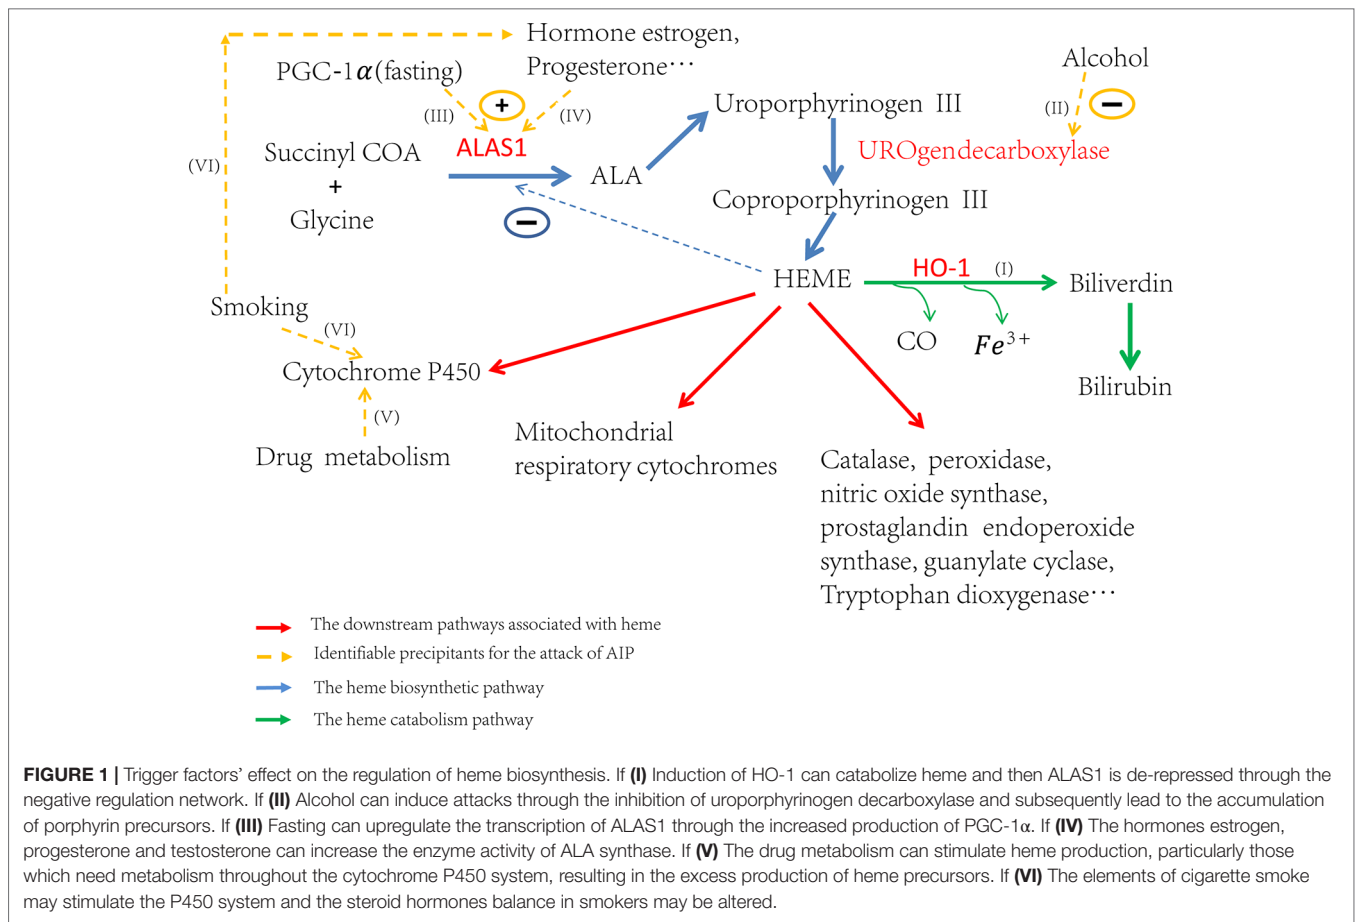 Hormone estrogen,
Progesterone⋯
PGC-1α(fasting)
Alcohol
+
(III)
(IV)
(II)
−
Uroporphyrinogen III
ALAS1
UROgendecarboxylase
(VI)
Succinyl COA
+
Glycine
ALA
Coproporphyrinogen III
−
HEME
HO-1
(I)
Biliverdin
Smoking
(VI)
CO
Fe3+
Cytochrome P450
Bilirubin
(V)
Drug metabolism
Mitochondrial
respiratory cytochromes
Catalase, peroxidase,
nitric oxide synthase,
prostaglandin endoperoxide
synthase, guanylate cyclase,
Tryptophan dioxygenase⋯
The downstream pathways associated with heme
Identifiable precipitants for the attack of AIP
The heme biosynthetic pathway
The heme catabolism pathway
FIGURE 1 | Trigger factors' effect on the regulation of heme biosynthesis. If (I) Induction of HO-1 can catabolize heme and then ALAS1 is de-repressed through the
negative regulation network. If (II) Alcohol can induce attacks through the inhibition of uroporphyrinogen decarboxylase and subsequently lead to the accumulation
of porphyrin precursors. If (III) Fasting can upregulate the transcription of ALAS1 through the increased production of PGC-1α. If (IV) The hormones estrogen,
progesterone and testosterone can increase the enzyme activity of ALA synthase. If (V) The drug metabolism can stimulate heme production, particularly those
which need metabolism throughout the cytochrome P450 system, resulting in the excess production of heme precursors. If (VI) The elements of cigarette smoke
may stimulate the P450 system and the steroid hormones balance in smokers may be altered.